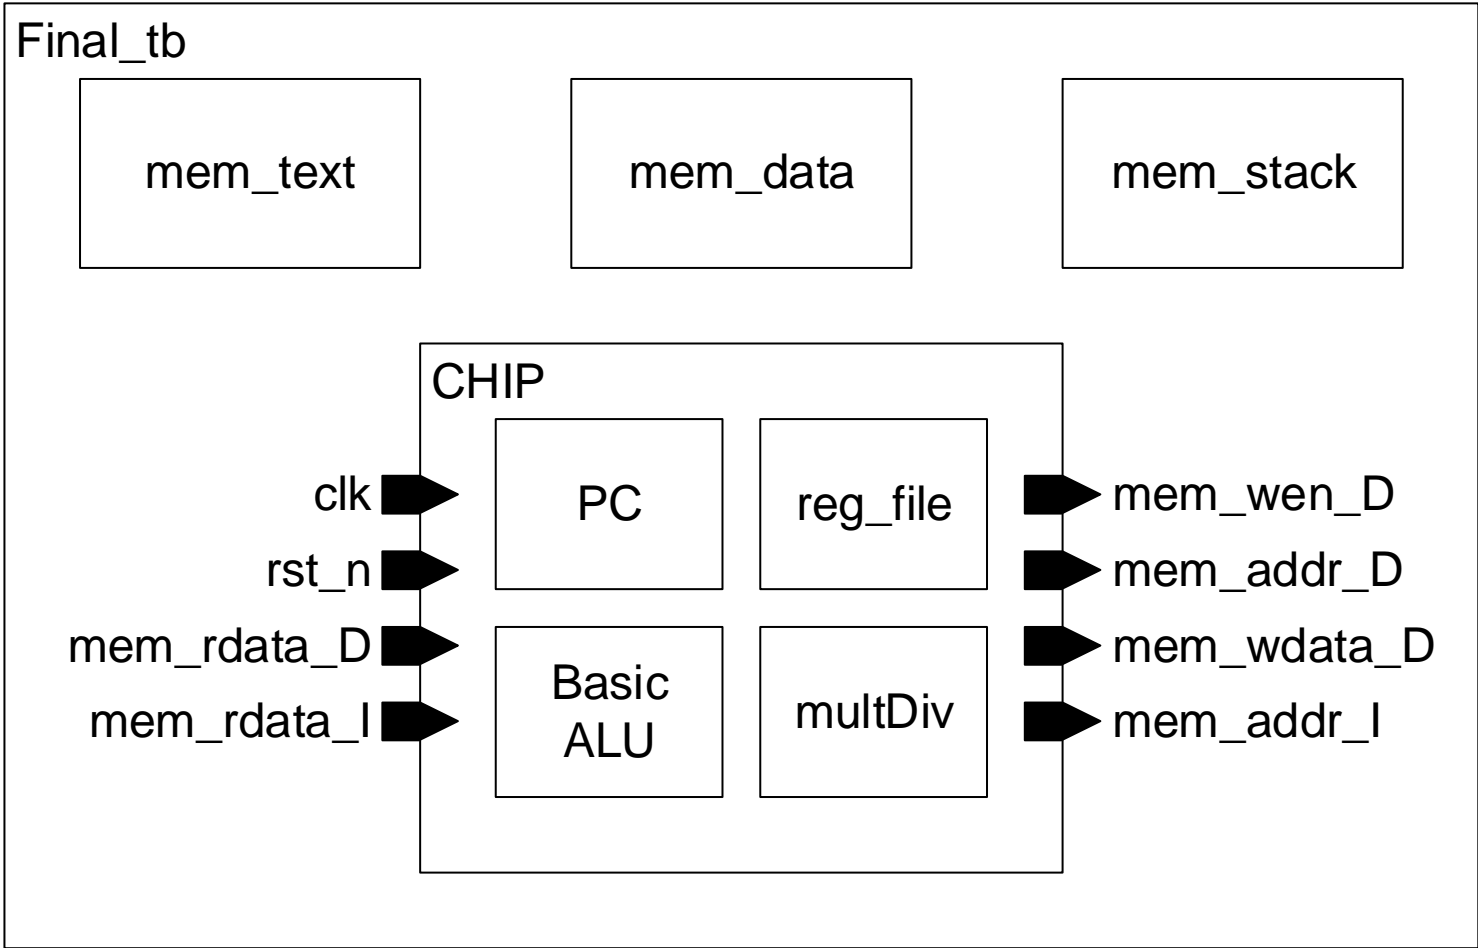 Final_tb
mem_text
mem_data
mem_stack
CHIP
clk
rst_n
mem_rdata_D
mem_rdata_I
PC
reg_file
Basic
ALU
multDiv
mem_wen_D
mem_addr_D
mem_wdata_D
mem_addr_I